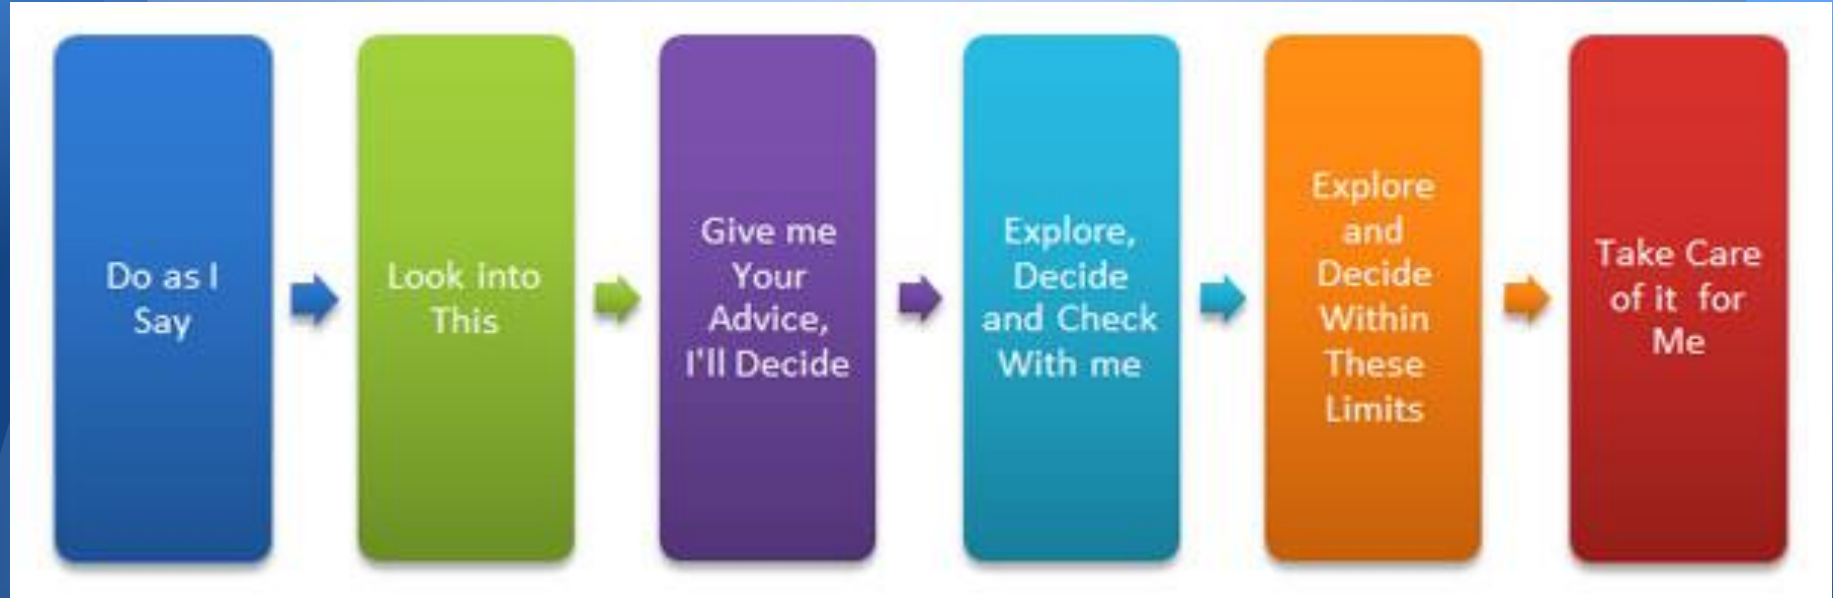 Do as I
Say
Look into
This
Give me
Your
Advice,
I'll Decide
Explore,
Decide
and Check
With me
Explore
and
Decide
Within
These
Limits
Take Care
of it  for
Me